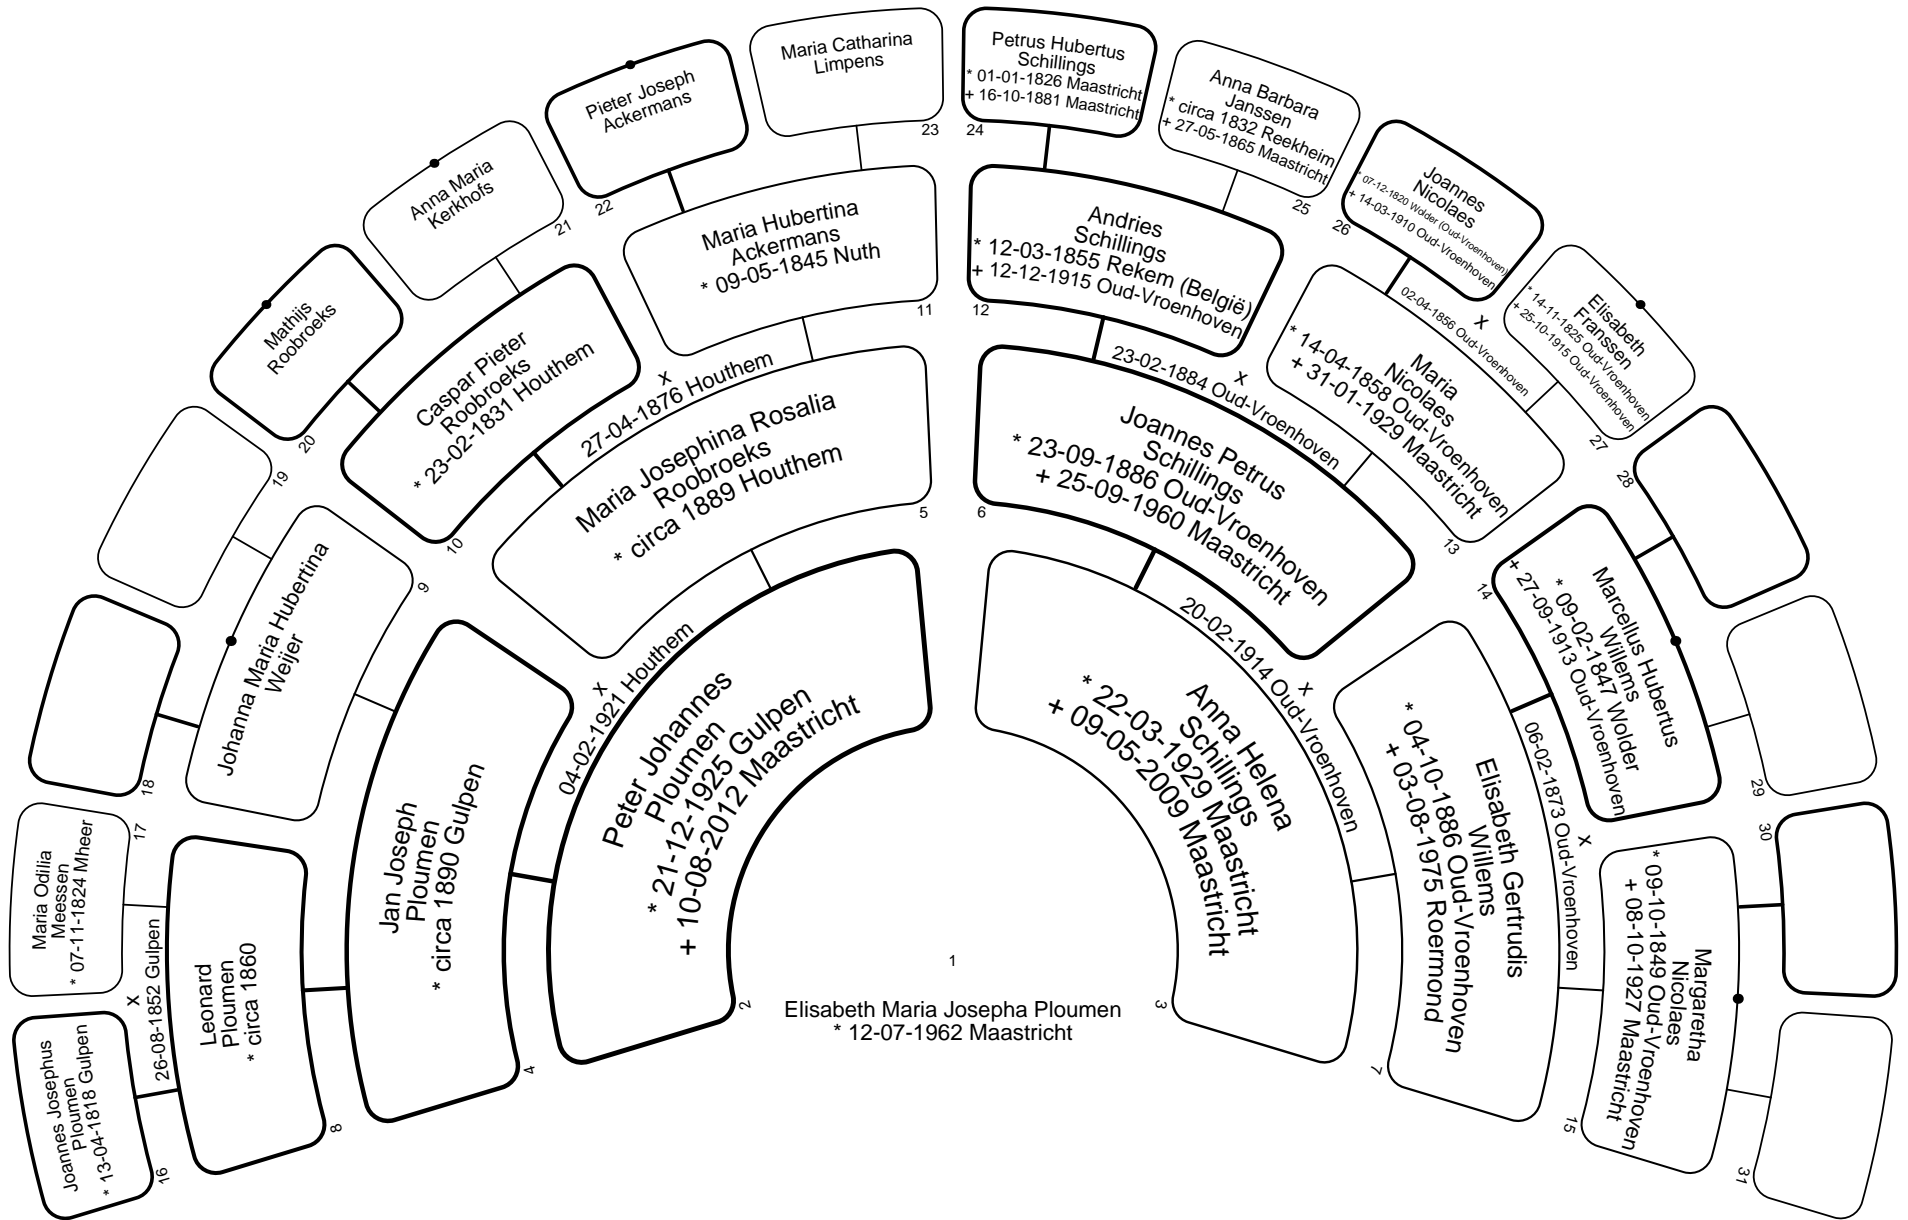 1
Elisabeth Maria Josepha Ploumen
* 12-07-1962 Maastricht
2
Peter Johannes
Ploumen
* 21-12-1925 Gulpen
+ 10-08-2012 Maastricht
3
Anna Helena
Schillings
* 22-03-1929 Maastricht
+ 09-05-2009 Maastricht
x
04-02-1921 Houthem
4
Jan Joseph
Ploumen
* circa 1890 Gulpen
5
Maria Josephina Rosalia
Roobroeks
* circa 1889 Houthem
x
20-02-1914 Oud-Vroenhoven
6
Joannes Petrus
Schillings
* 23-09-1886 Oud-Vroenhoven
+ 25-09-1960 Maastricht
7
Elisabeth Gertrudis
Willems
* 04-10-1886 Oud-Vroenhoven
+ 03-08-1975 Roermond
8
Leonard
Ploumen
* circa 1860
9
Johanna Maria Hubertina
Weijer
x
27-04-1876 Houthem
10
Caspar Pieter
Roobroeks
* 23-02-1831 Houthem
11
Maria Hubertina
Ackermans
* 09-05-1845 Nuth
x
23-02-1884 Oud-Vroenhoven
12
Andries
Schillings
* 12-03-1855 Rekem (België)
+ 12-12-1915 Oud-Vroenhoven
13
Maria
Nicolaes
* 14-04-1858 Oud-Vroenhoven
+ 31-01-1929 Maastricht
x
06-02-1873 Oud-Vroenhoven
14
Marcellus Hubertus
Willems
* 09-02-1847 Wolder
+ 27-09-1913 Oud-Vroenhoven
15
Margaretha
Nicolaes
* 09-10-1849 Oud-Vroenhoven
+ 08-10-1927 Maastricht
x
26-08-1852 Gulpen
16
Joannes Josephus
Ploumen
* 13-04-1818 Gulpen
17
Maria Odilia
Meessen
* 07-11-1824 Mheer
18
19
20
Mathijs
Roobroeks
21
Anna Maria
Kerkhofs
22
Pieter Joseph
Ackermans
23
Maria Catharina
Limpens
24
Petrus Hubertus
Schillings
* 01-01-1826 Maastricht
+ 16-10-1881 Maastricht
25
Anna Barbara
Janssen
* circa 1832 Reekheim
+ 27-05-1865 Maastricht
x
02-04-1856 Oud-Vroenhoven
26
Joannes
Nicolaes
* 07-12-1820 Wolder (Oud-Vroenhoven)
+ 14-03-1910 Oud-Vroenhoven
27
Elisabeth
Franssen
* 14-11-1825 Oud-Vroenhoven
+ 25-10-1915 Oud-Vroenhoven
28
29
30
31